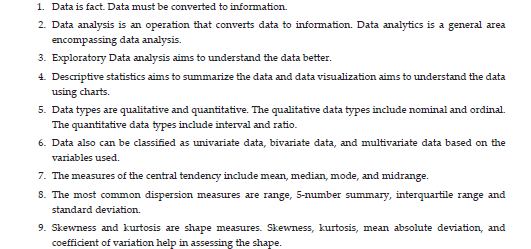 1. Data is fact. Data must be converted to information.
2. Data analysis is an operation that converts data to information. Data analytics is a general area
encompassing data analysis.
3. Exploratory Data analysis aims to understand the data better.
4. Descriptive statistics aims to summarize the data and data visualization aims to understand the data
using charts.
5. Data types are qualitative and quantitative. The qualitative data types include nominal and ordinal.
The quantitative data types include interval and ratio.
6. Data also can be classified as univariate data, bivariate data, and multivariate data based on the
variables used.
7. The measures of the central tendency include mean, median, mode, and midrange.
8. The most common dispersion measures are range, 5-number summary, interquartile range and
standard deviation.
9. Skewness and kurtosis are shape measures. Skewness, kurtosis, mean absolute deviation, and
coefficient of variation help in assessing the shape.